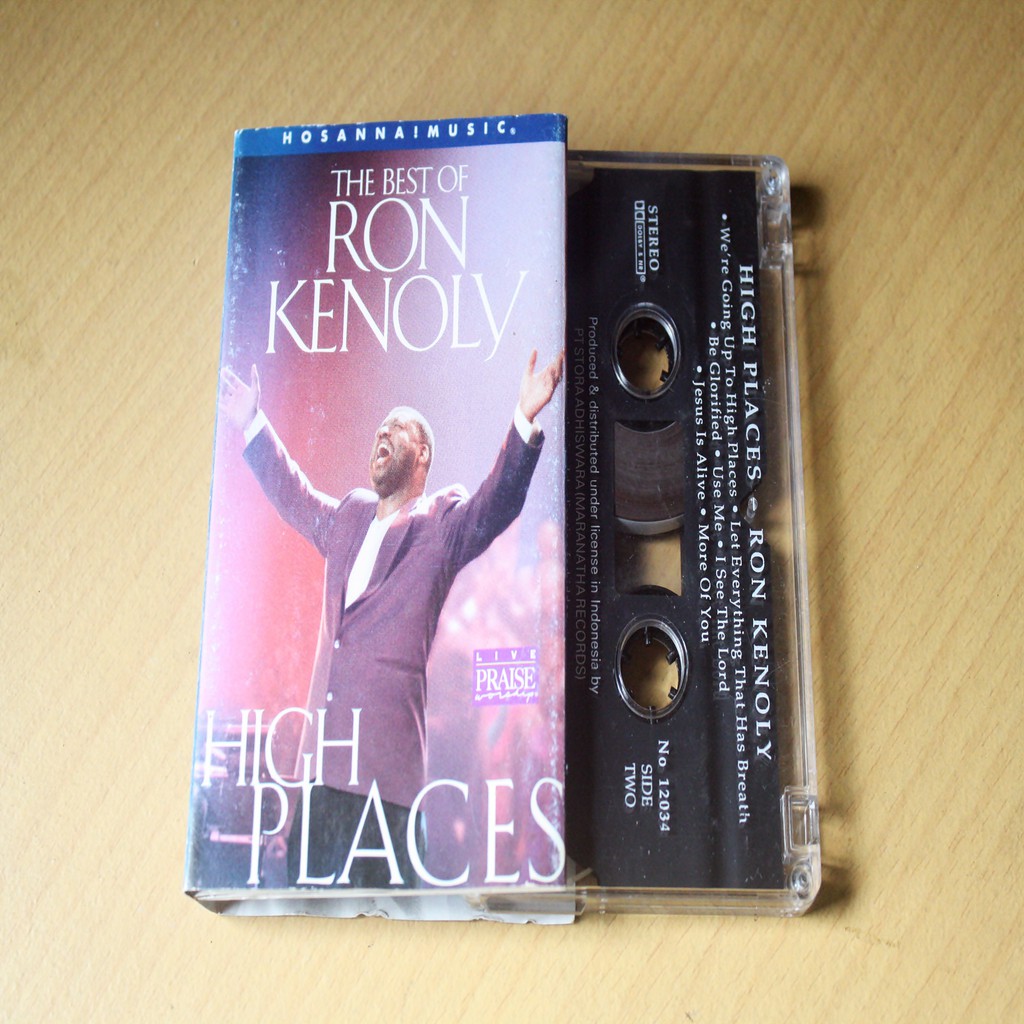 HOSANNA! MUSIC®
THE BEST OF
RON
KENOLY
LIVE
PRAISE
worship
HIGH
PLACES
HIGH PLACES • RON KENOLY
• We're Going Up To High Places • Let Everything That Has Breath
• Be Glorified • Use Me • I See The Lord
• Jesus Is Alive • More Of You
STEREO
DOLBY B NR
No 12034
SIDE
TWO
Produced & distributed under license in Indonesia by
PT STORA ADHISWARA (MARANATHA RECORDS)